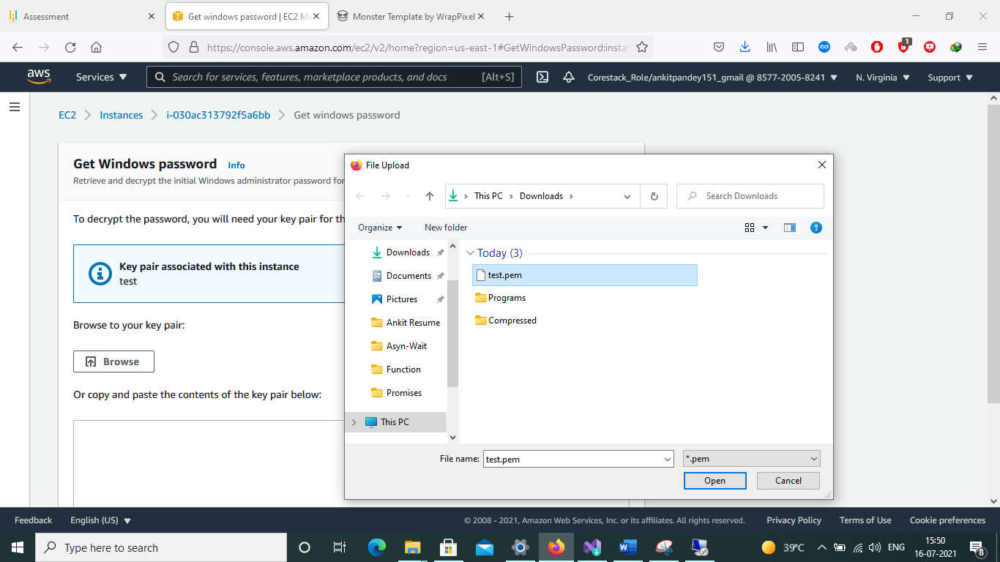 Assessment
Get windows password | EC2 M
Monster Template by WrapPixel
https://console.aws.amazon.com/ec2/v2/home?region=us-east-1#GetWindowsPassword:instan
1
aws
Services
Search for services, features, marketplace products, and docs
[Alt+S]
Corestack_Role/ankitpandey151_gmail @ 8577-2005-8241
N. Virginia
Support
EC2
Instances
i-030ac313792f5a6bb
Get windows password
Get Windows password
Info
Retrieve and decrypt the initial Windows administrator password for
To decrypt the password, you will need your key pair for th
Key pair associated with this instance
test
Browse to your key pair:
Browse
Or copy and paste the contents of the key pair below:
File Upload
This PC
Downloads
Search Downloads
Organize
New folder
?
Downloads
Documents
Pictures
Ankit Resume
Asyn-Wait
Function
Promises
This PC
Today (3)
test.pem
Programs
Compressed
File name:
test.pem
*.pem
Open
Cancel
Feedback
English (US)
© 2008 - 2021, Amazon Web Services, Inc. or its affiliates. All rights reserved.
Privacy Policy
Terms of Use
Cookie preferences
Type here to search
39°C
ENG
15:50
16-07-2021
8